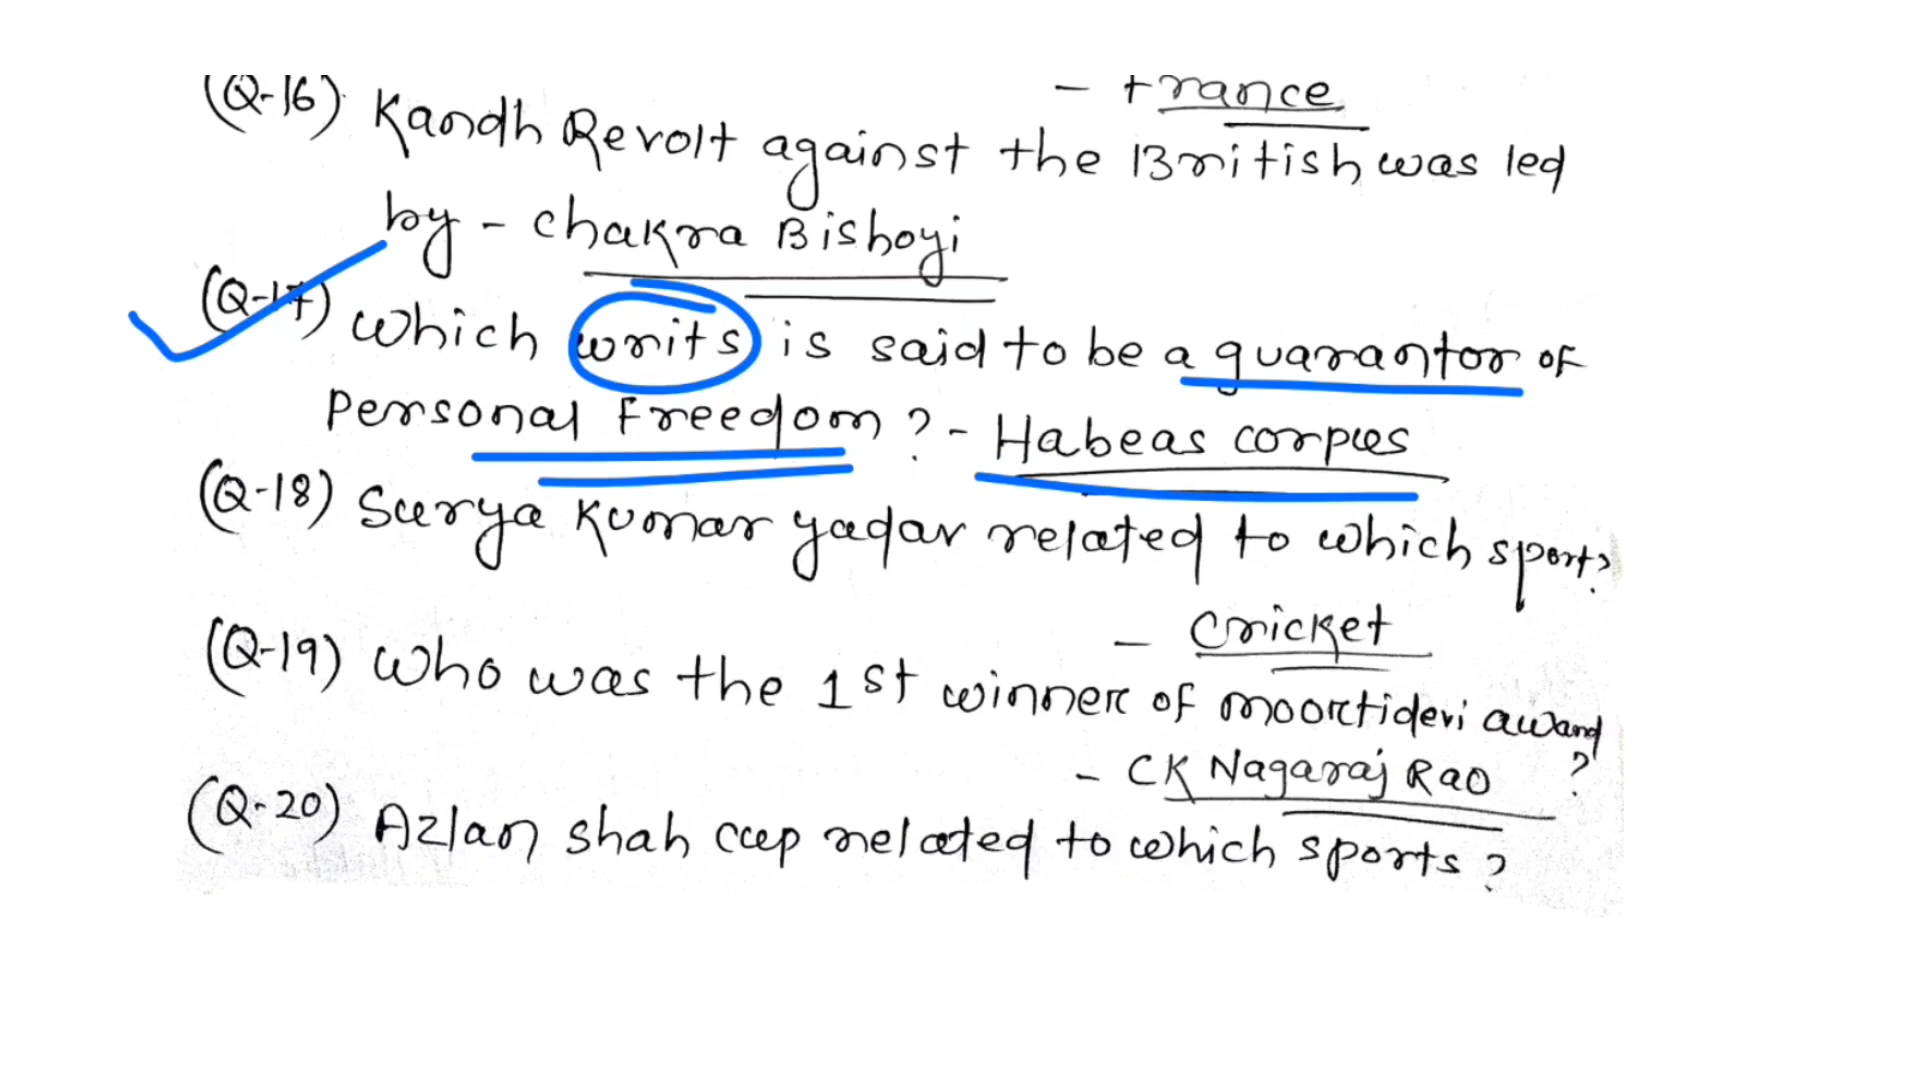 - France
(Q-16) Kandh Revolt against the British was led
by - Chakra Bishoyi
(Q-17) Which writs is said to be a guarantor of
Personal Freedom? - Habeas corpus
(Q-18) Surya Kumar yadav related to which sport?
- Cricket
(Q-19) Who was the 1st winner of moortidevi award
- CK Nagaraj Rao ?
(Q-20) Azlan shah cup related to which sports?